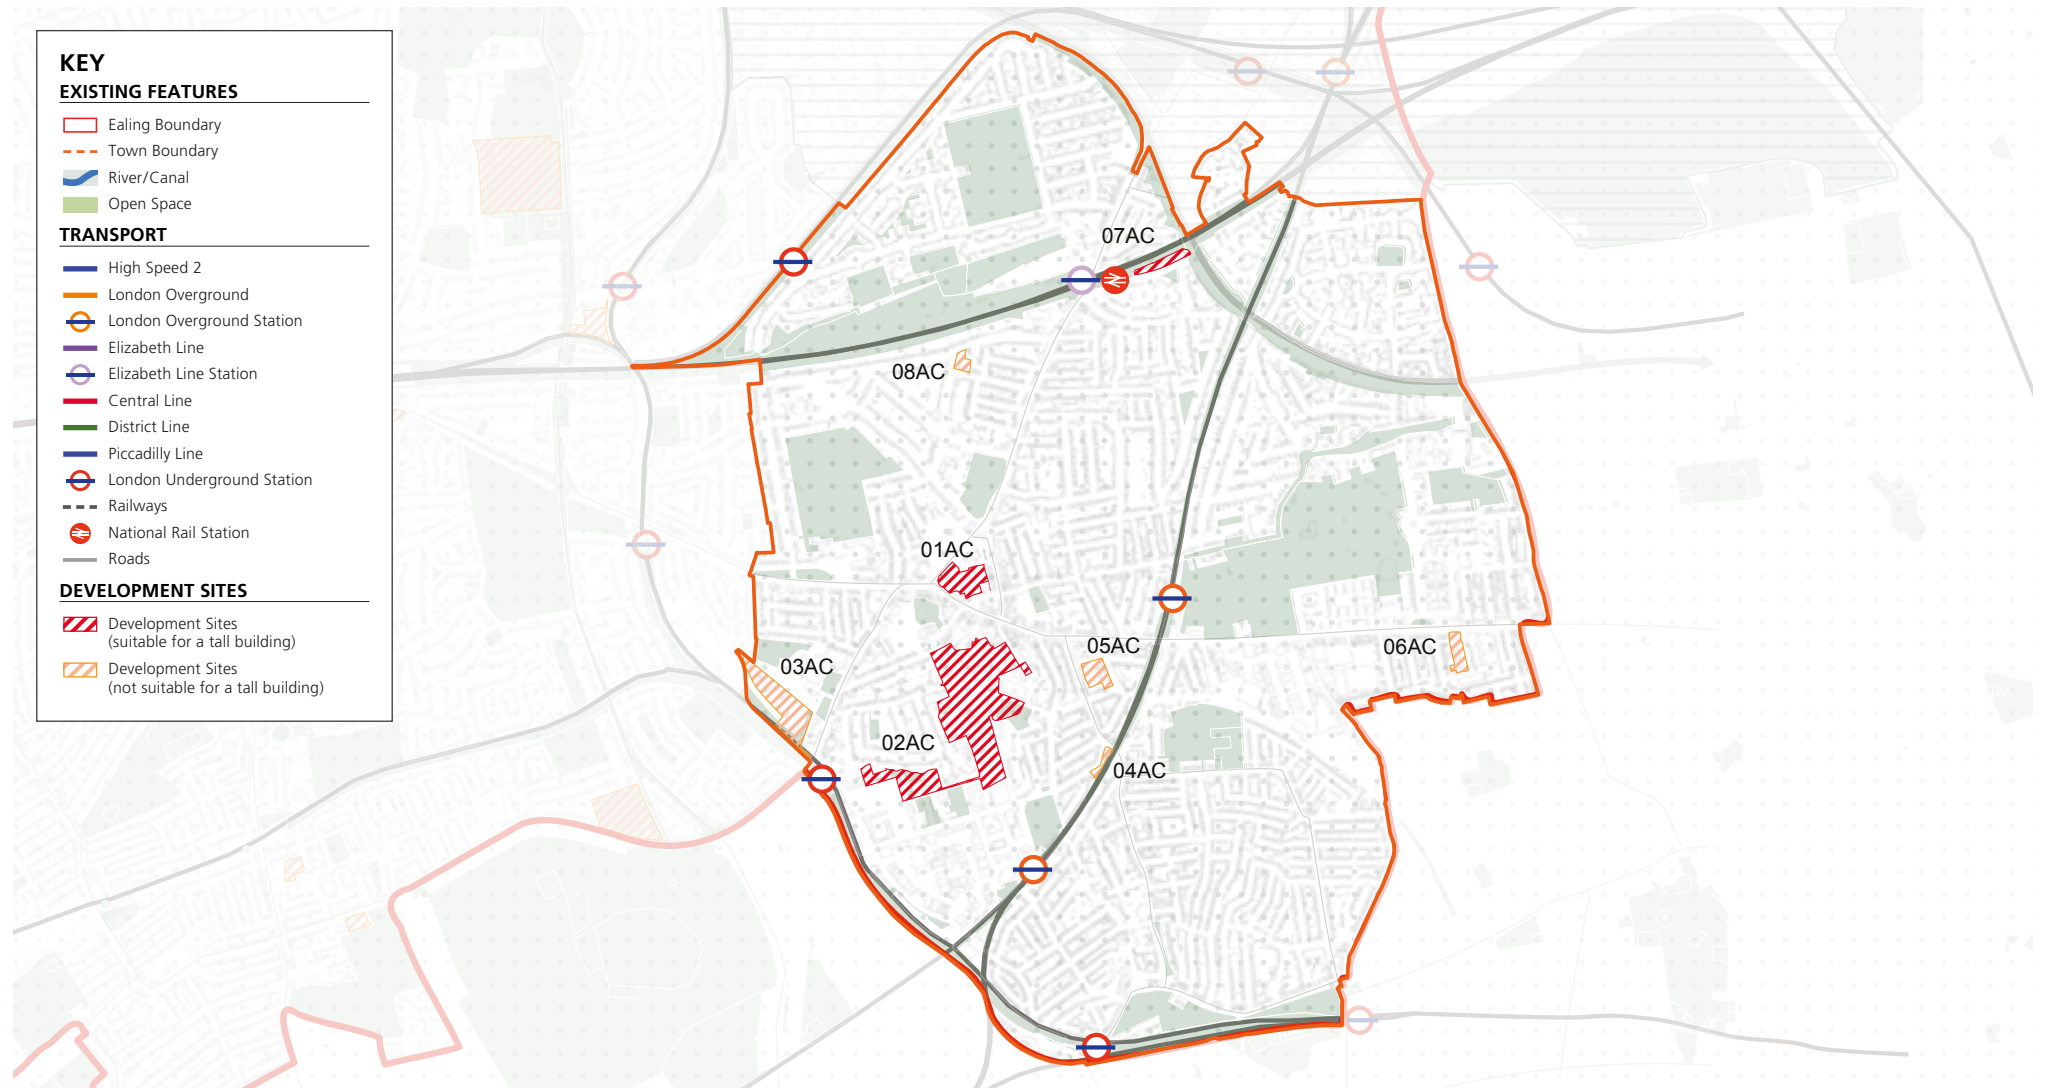 KEY
EXISTING FEATURES
Ealing Boundary
Town Boundary
River/Canal
Open Space
TRANSPORT
High Speed 2
London Overground
London Overground Station
Elizabeth Line
Elizabeth Line Station
Central Line
District Line
Piccadilly Line
London Underground Station
Railways
National Rail Station
Roads
DEVELOPMENT SITES
Development Sites
(suitable for a tall building)
Development Sites
(not suitable for a tall building)
07AC
08AC
01AC
05AC
06AC
03AC
02AC
04AC